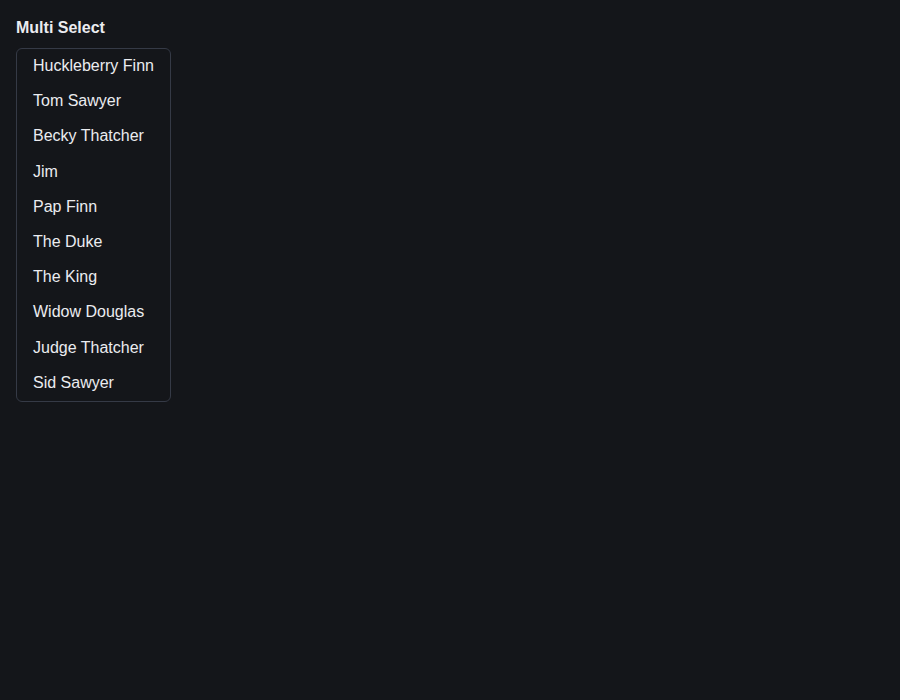 Multi Select
Huckleberry Finn
Tom Sawyer
Becky Thatcher
Jim
Pap Finn
The Duke
The King
Widow Douglas
Judge Thatcher
Sid Sawyer